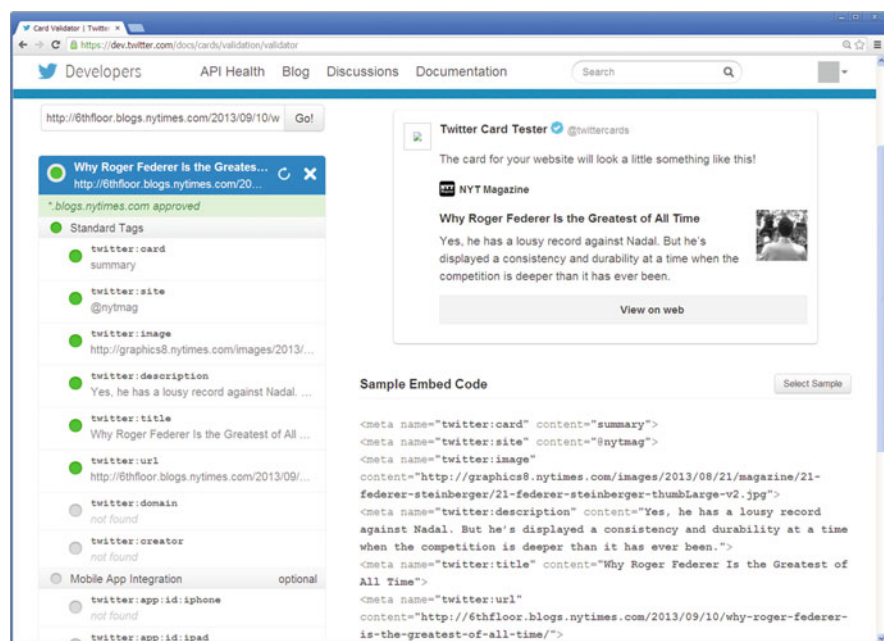 Card Validator | Twitter
https://dev.twitter.com/docs/cards/validation/validator
Developers
API Health
Blog
Discussions
Documentation
Search
http://6thfloor.blogs.nytimes.com/2013/09/10/w
Go!
Why Roger Federer Is the Greates...
http://6thfloor.blogs.nytimes.com/20...
*.blogs.nytimes.com approved
Standard Tags
twitter:card
summary
twitter:site
@nytmag
twitter:image
http://graphics8.nytimes.com/images/2013/...
twitter:description
Yes, he has a lousy record against Nadal. ...
twitter:title
Why Roger Federer Is the Greatest of All ...
twitter:url
http://6thfloor.blogs.nytimes.com/2013/09/...
twitter:domain
not found
twitter:creator
not found
Mobile App Integration
optional
twitter:app:id:iphone
not found
twitter:app:id:ipad
Twitter Card Tester @twittercards
The card for your website will look a little something like this!
NYT Magazine
Why Roger Federer Is the Greatest of All Time
Yes, he has a lousy record against Nadal. But he's
displayed a consistency and durability at a time when the
competition is deeper than it has ever been.
View on web
Sample Embed Code
Select Sample
<meta name="twitter:card" content="summary">
<meta name="twitter:site" content="@nytmag">
<meta name="twitter:image"
content="http://graphics8.nytimes.com/images/2013/08/21/magazine/21-
federer-steinberger/21-federer-steinberger-thumbLarge-v2.jpg">
<meta name="twitter:description" content="Yes, he has a lousy record
against Nadal. But he's displayed a consistency and durability at a time
when the competition is deeper than it has ever been.">
<meta name="twitter:title" content="Why Roger Federer Is the Greatest of
All Time">
<meta name="twitter:url"
content="http://6thfloor.blogs.nytimes.com/2013/09/10/why-roger-federer-
is-the-greatest-of-all-time/">